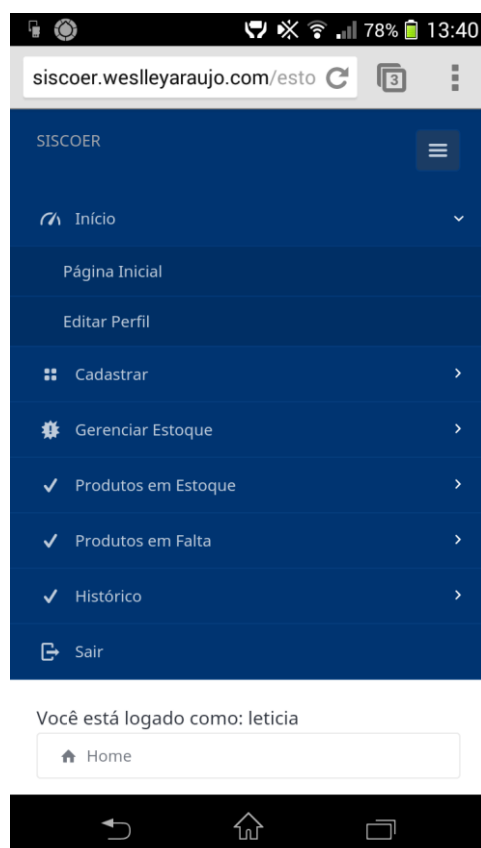 78% 13:40
siscoer.weslleyaraujo.com/esto
3
SISCOER
Início
Página Inicial
Editar Perfil
Cadastrar
Gerenciar Estoque
Produtos em Estoque
Produtos em Falta
Histórico
Sair
Você está logado como: leticia
Home